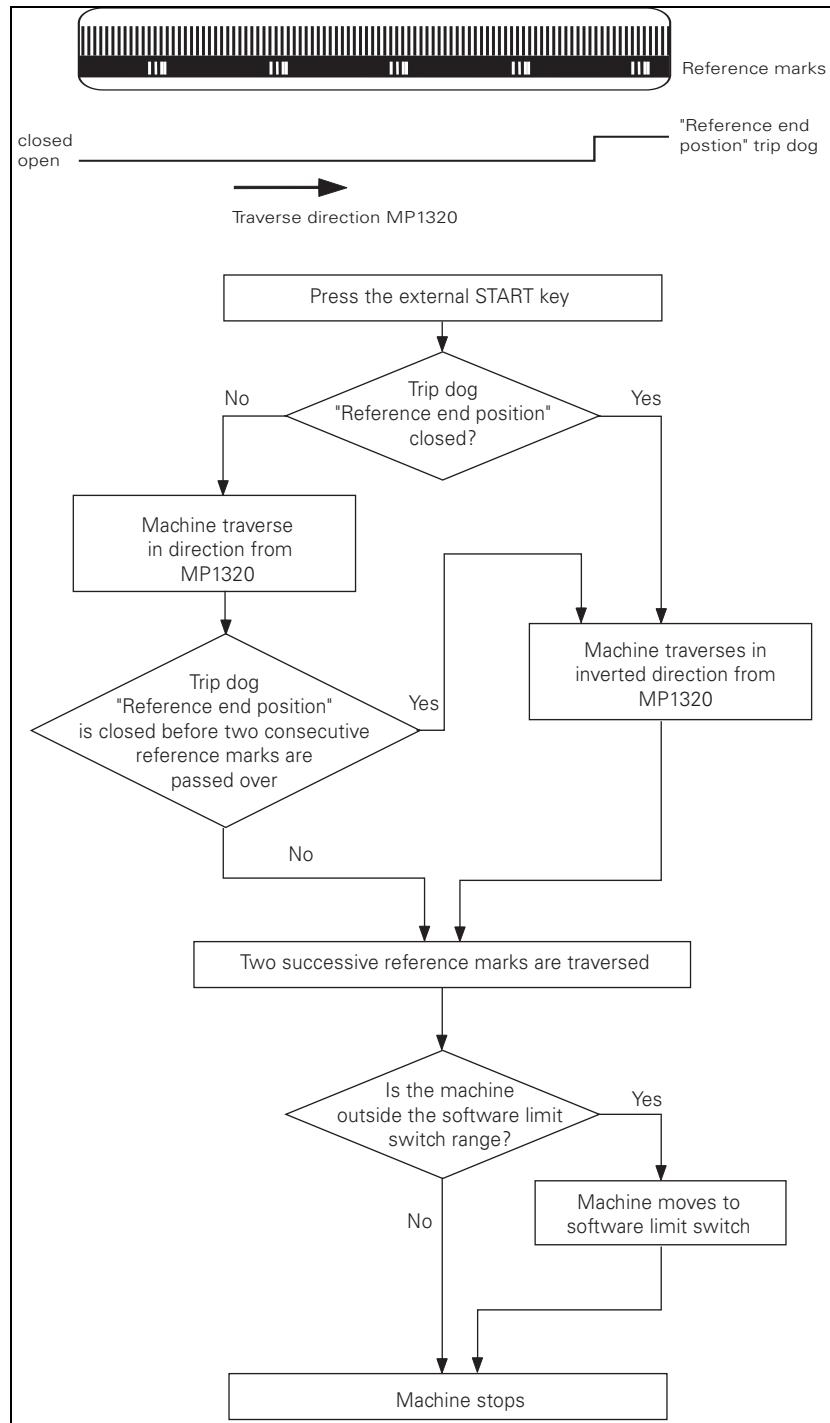 Reference marks
closed
open
"Reference end
postion" trip dog
Traverse direction MP1320
Press the external START key
Trip dog
"Reference end position"
closed?
No
Yes
Machine traverse
in direction from
MP1320
Machine traverses in
inverted direction from
MP1320
Trip dog
"Reference end position"
is closed before two consecutive
reference marks are
passed over
Yes
No
Two successive reference marks are traversed
Is the machine
outside the software limit
switch range?
Yes
No
Machine moves to
software limit switch
Machine stops